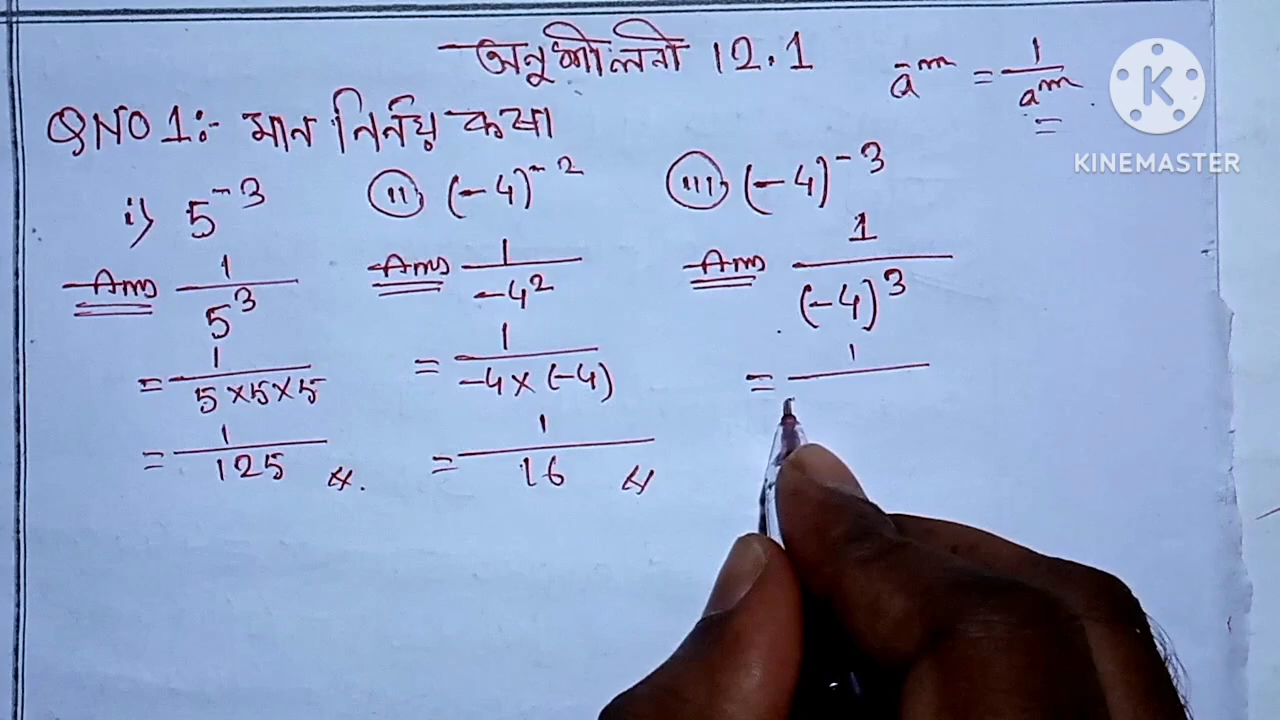 অনুশীলনী 12.1
a⁻ᵐ = 1/aᵐ
KINEMASTER
QNO 1:- মান নির্নয় কৰা
i) 5⁻³ (ii) (-4)⁻² (iii) (-4)⁻³
Ans 1/5³ Ans 1/-4² Ans 1/(-4)³
= 1/5×5×5 = 1/-4×(-4) = 1/
= 1/125 = 1/16